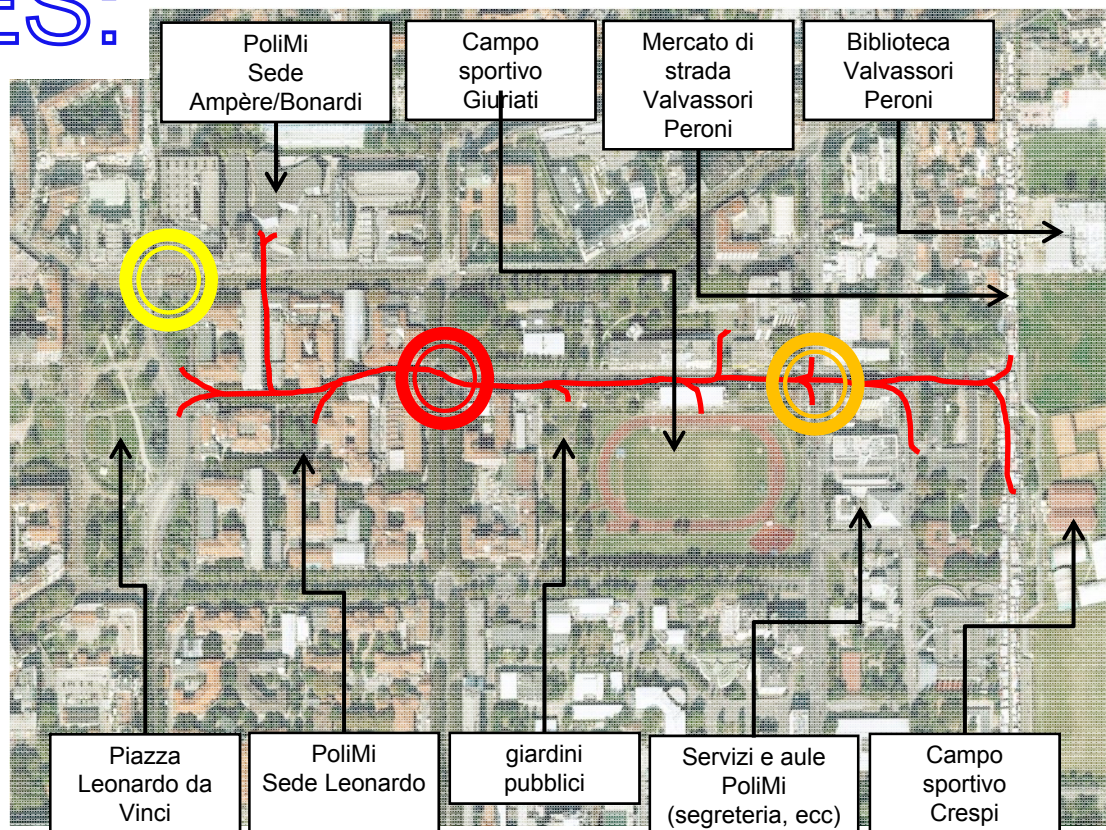 ES:
PoliMi
Sede
Ampère/Bonardi
Campo
sportivo
Giuriati
Mercato di
strada
Valvassori
Peroni
Biblioteca
Valvassori
Peroni
Piazza
Leonardo da
Vinci
PoliMi
Sede Leonardo
giardini
pubblici
Servizi e aule
PoliMi
(segreteria, ecc)
Campo
sportivo
Crespi